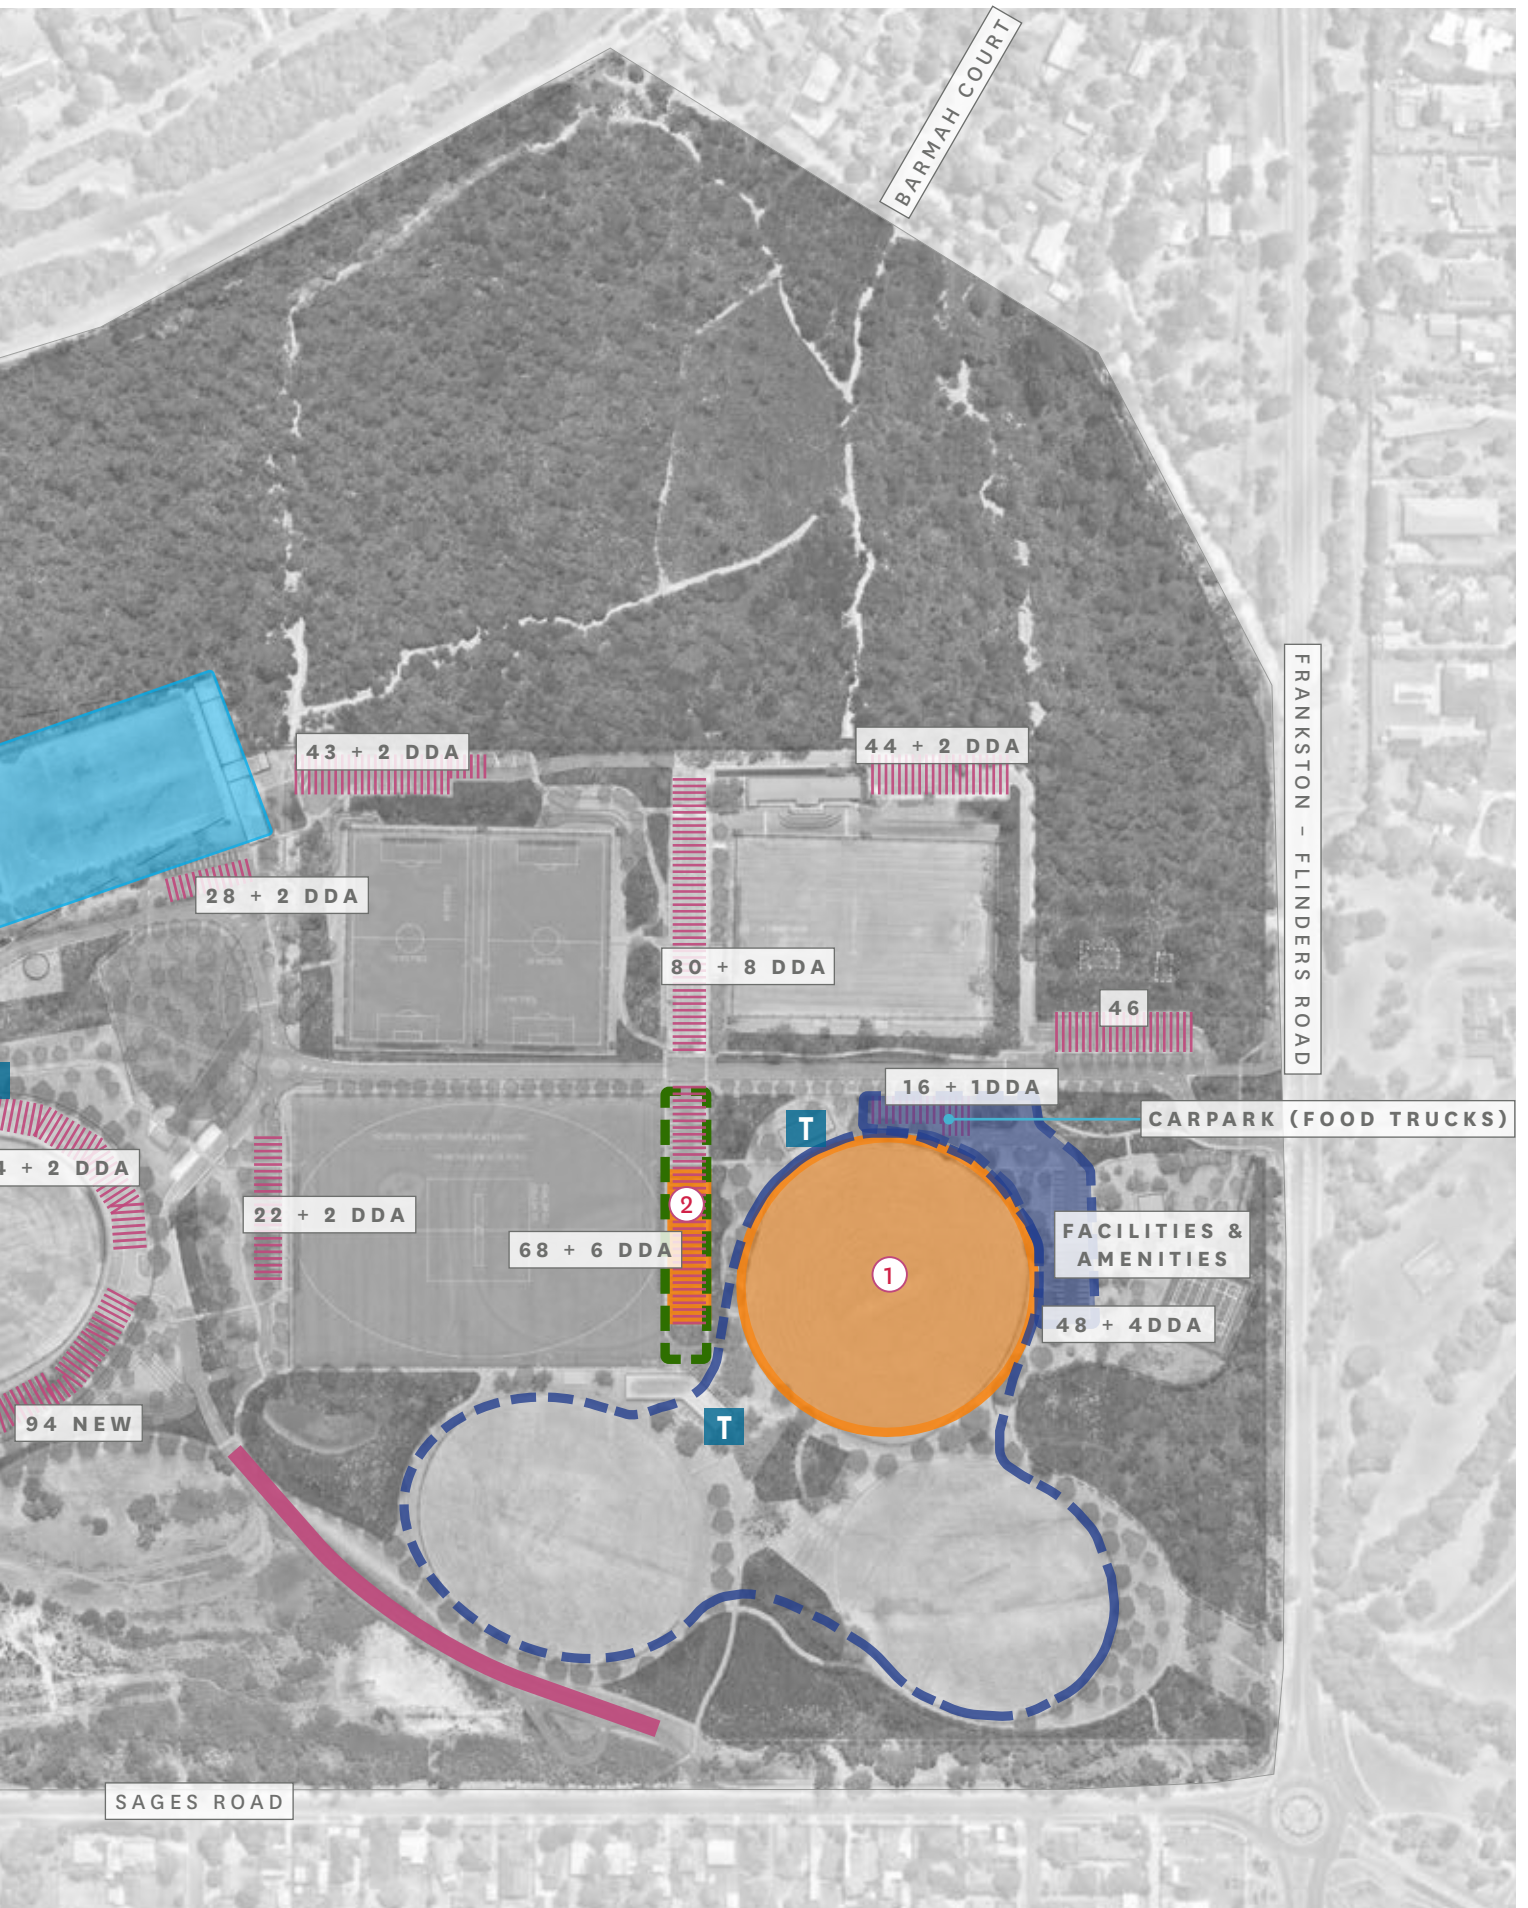 BARMAH COURT
FRANKSTON – FLINDERS ROAD
43 + 2 DDA
44 + 2 DDA
28 + 2 DDA
80 + 8 DDA
46
16 + 1DDA
CARPARK (FOOD TRUCKS)
T
4 + 2 DDA
2
22 + 2 DDA
68 + 6 DDA
FACILITIES &
AMENITIES
1
48 + 4DDA
94 NEW
T
SAGES ROAD